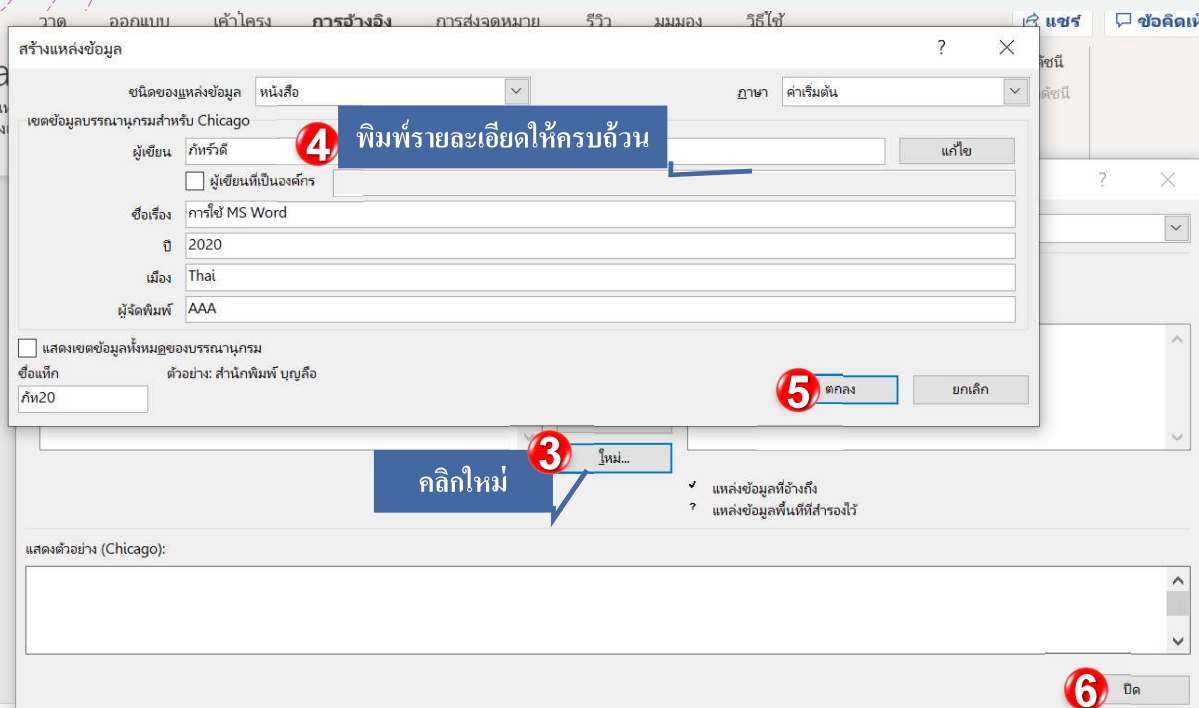 วาด ออกแบบ เค้าโครง การอ้างอิง การส่งจดหมาย รีวิว มุมมอง วิธีใช้ แชร์
สร้างแหล่งข้อมูล ?
ชนิดของแหล่งข้อมูล หนังสือ ภาษา ค่าเริ่มต้น
เขตข้อมูลบรรณานุกรมสำหรับ Chicago
ผู้เขียน ภัทร์วดี 4 พิมพ์รายละเอียดให้ครบถ้วน แก้ไข
ผู้เขียนที่เป็นองค์กร ?
ชื่อเรื่อง การใช้ MS Word
ปี 2020
เมือง Thai
ผู้จัดพิมพ์ AAA
แสดงเขตข้อมูลทั้งหมดของบรรณานุกรม
ชื่อแท็ก ตัวอย่าง: สำนักพิมพ์ บุญลือ
ภัท20 5 ตกลง ยกเลิก
3 ใหม่...
คลิกใหม่
แหล่งข้อมูลที่อ้างถึง
? แหล่งข้อมูลพื้นที่ที่สำรองไว้
แสดงตัวอย่าง (Chicago):
6 ปิด